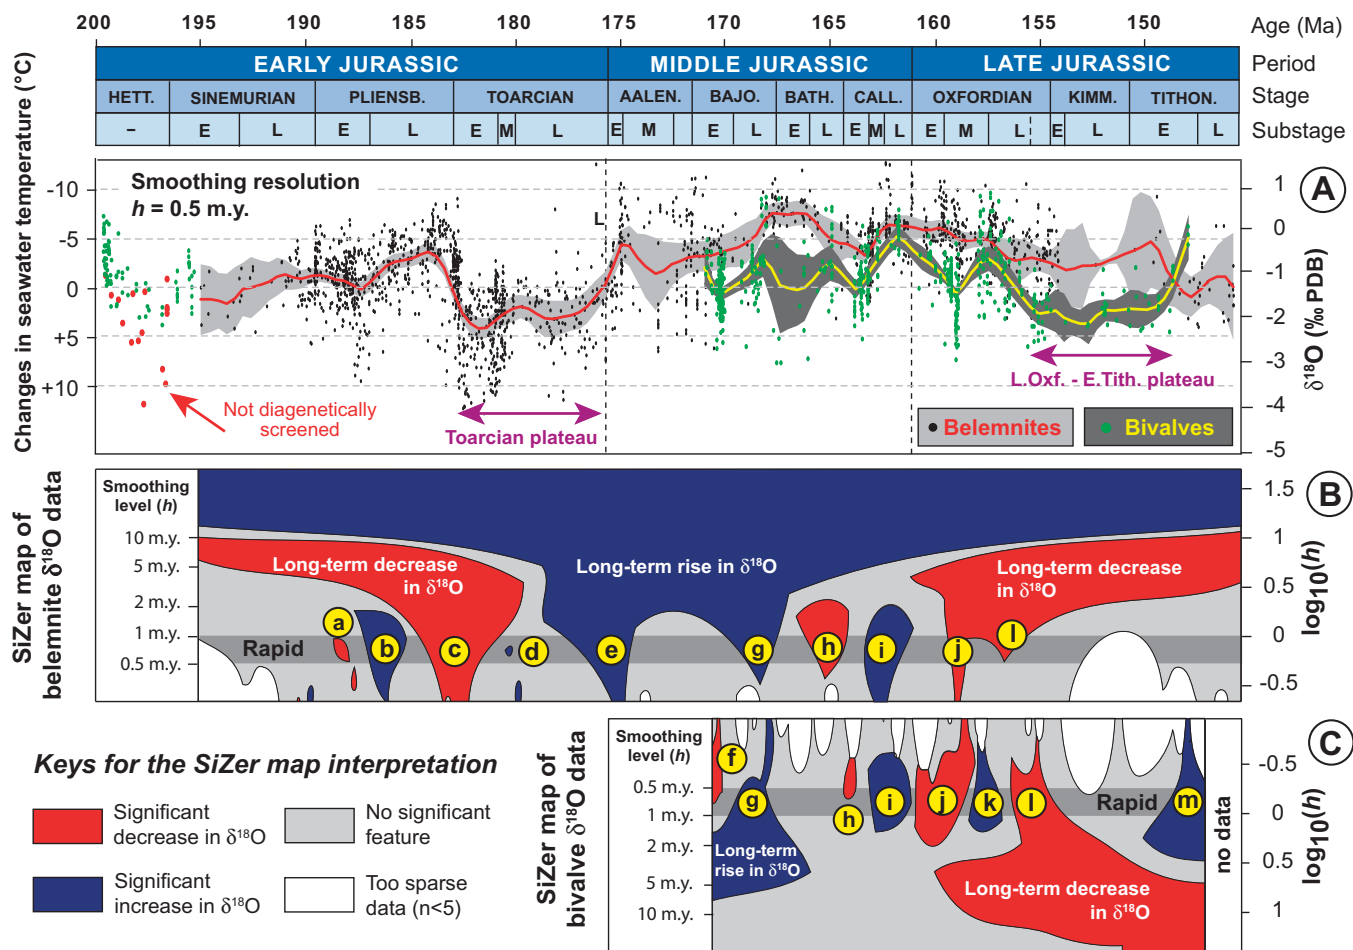 200 195 190 185 180 175 170 165 160 155 150 Age (Ma)
EARLY JURASSIC MIDDLE JURASSIC LATE JURASSIC Period
HETT. SINEMURIAN PLIENSB. TOARCIAN AALEN. BAJO. BATH. CALL. OXFORDIAN KIMM. TITHON. Stage
– E L E L E M L E M E L E L E M L E M L E L E L Substage
Changes in seawater temperature (°C)
-10
-5
0
+5
+10
Smoothing resolution
h = 0.5 m.y.
L
Not diagenetically
screened
Toarcian plateau
L.Oxf. - E.Tith. plateau
Belemnites
Bivalves
1
0
-1
-2
-3
-4
-5
δ¹⁸O (‰ PDB)
A
SiZer map of
belemnite δ¹⁸O data
Smoothing
level (h)
10 m.y.
5 m.y.
2 m.y.
1 m.y.
0.5 m.y.
Long-term decrease
in δ¹⁸O
Long-term rise in δ¹⁸O
Long-term decrease
in δ¹⁸O
Rapid
a b c d e g h i j l
1.5
1
0.5
0
-0.5
log10(h)
B
Keys for the SiZer map interpretation
Significant
decrease in δ¹⁸O
No significant
feature
Significant
increase in δ¹⁸O
Too sparse
data (n<5)
SiZer map of
bivalve δ¹⁸O data
Smoothing
level (h)
0.5 m.y.
1 m.y.
2 m.y.
5 m.y.
10 m.y.
f g h i j k l m
Rapid
Long-term
rise in δ¹⁸O
Long-term decrease
in δ¹⁸O
no data
-0.5
0
0.5
1
log10(h)
C